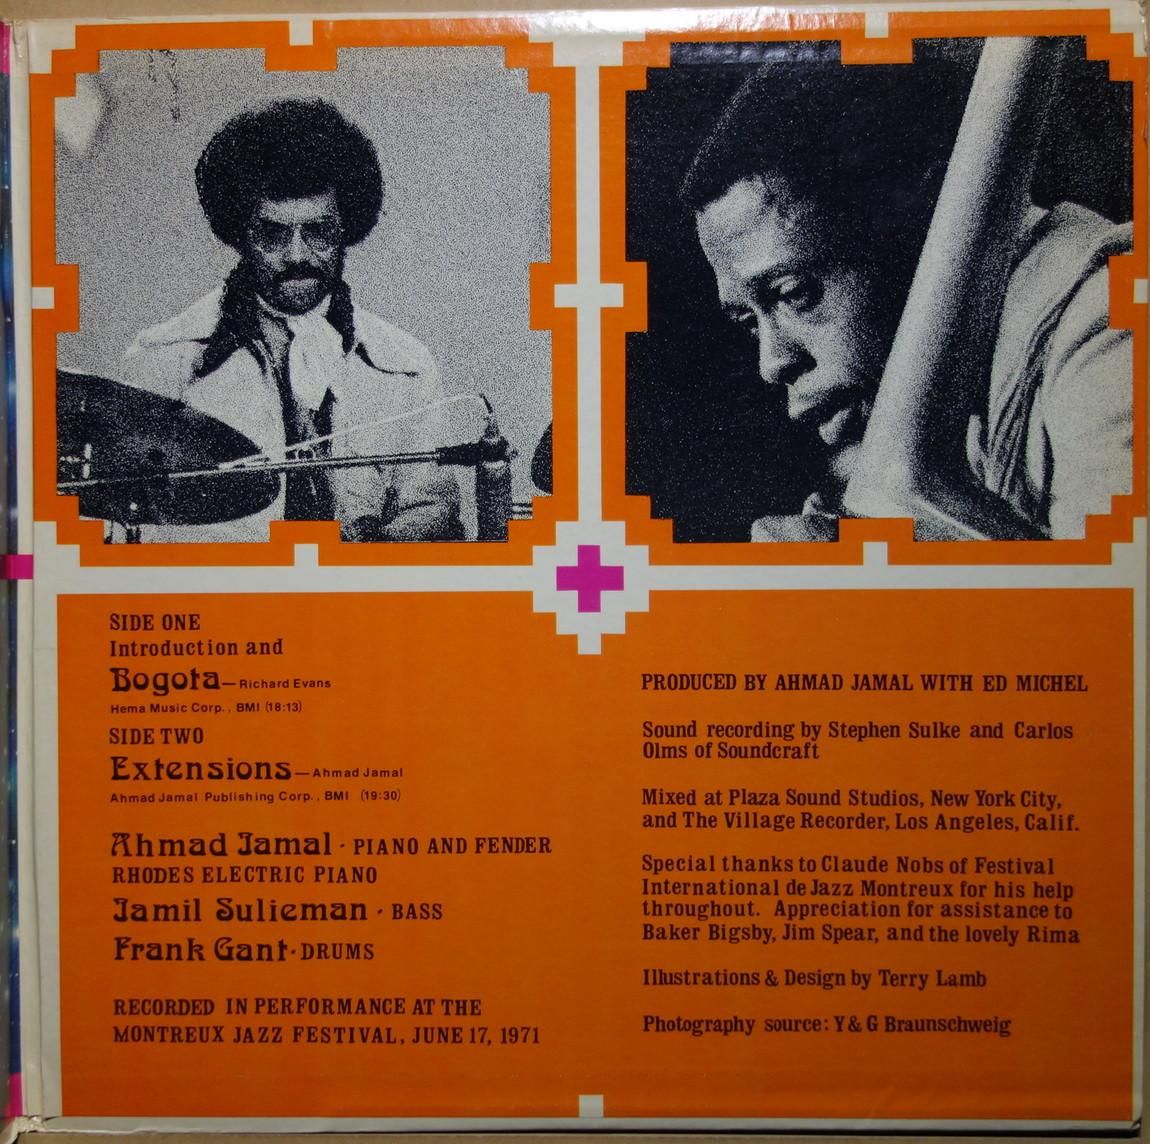 SIDE ONE
Introduction and
Bogota—Richard Evans
Hema Music Corp., BMI (18:13)
SIDE TWO
Extensions—Ahmad Jamal
Ahmad Jamal Publishing Corp., BMI (19:30)
Ahmad Jamal · PIANO AND FENDER
RHODES ELECTRIC PIANO
Jamil Sulieman · BASS
Frank Gant · DRUMS
RECORDED IN PERFORMANCE AT THE
MONTREUX JAZZ FESTIVAL, JUNE 17, 1971
PRODUCED BY AHMAD JAMAL WITH ED MICHEL
Sound recording by Stephen Sulke and Carlos
Olms of Soundcraft
Mixed at Plaza Sound Studios, New York City,
and The Village Recorder, Los Angeles, Calif.
Special thanks to Claude Nobs of Festival
International de Jazz Montreux for his help
throughout. Appreciation for assistance to
Baker Bigsby, Jim Spear, and the lovely Rima
Illustrations & Design by Terry Lamb
Photography source: Y & G Braunschweig